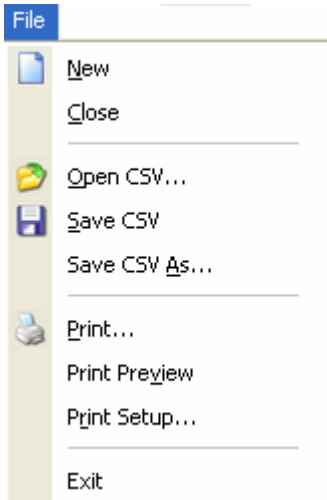 File
New
Close
Open CSV...
Save CSV
Save CSV As...
Print...
Print Preview
Print Setup...
Exit